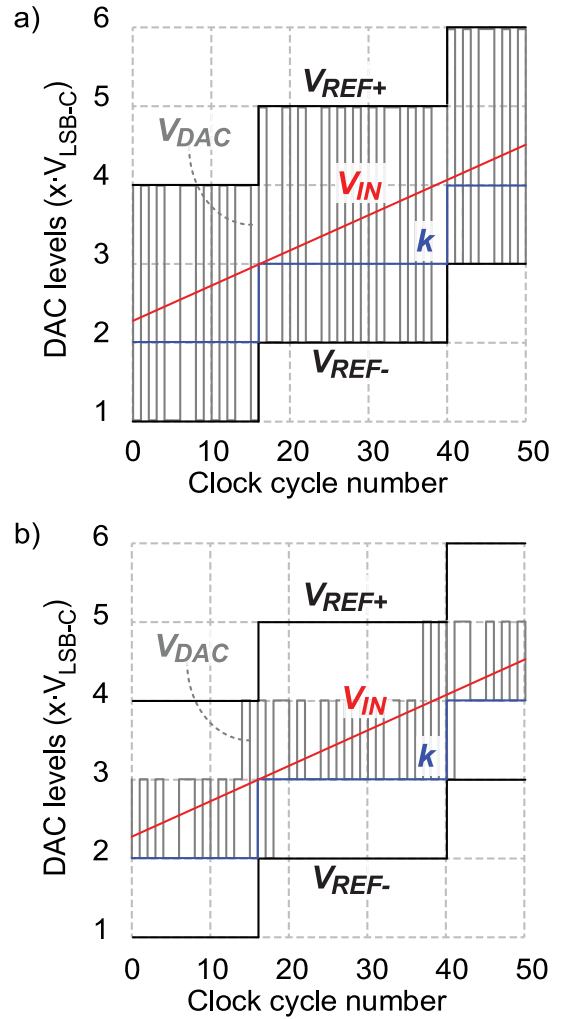 a)
6
5
4
3
2
1
DAC levels (x·V_LSB-C)
V_REF+
V_DAC
V_IN
k
V_REF-
0 10 20 30 40 50
Clock cycle number
b)
6
5
4
3
2
1
DAC levels (x·V_LSB-C)
V_REF+
V_DAC
V_IN
k
V_REF-
0 10 20 30 40 50
Clock cycle number